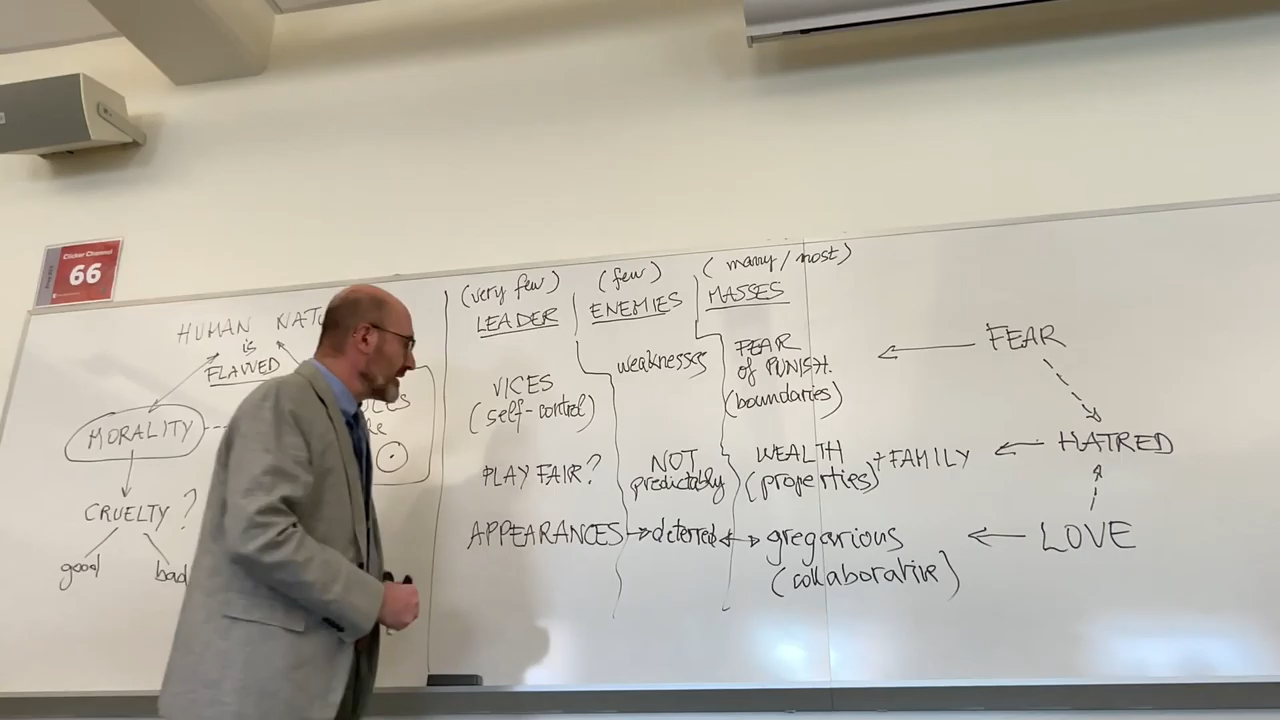 Clicker Channel
66
HUMAN
is
FLAWED
MORALITY
CRUELTY?
good
bad
(very few)
LEADER
VICES
(self-control)
PLAY FAIR?
APPEARANCES
(few)
ENEMIES
weaknesses
NOT
predictably
deterred
(many/most)
MASSES
FEAR
of PUNISH.
(boundaries)
WEALTH
(properties)
+FAMILY
gregarious
(collaborative)
FEAR
HATRED
LOVE